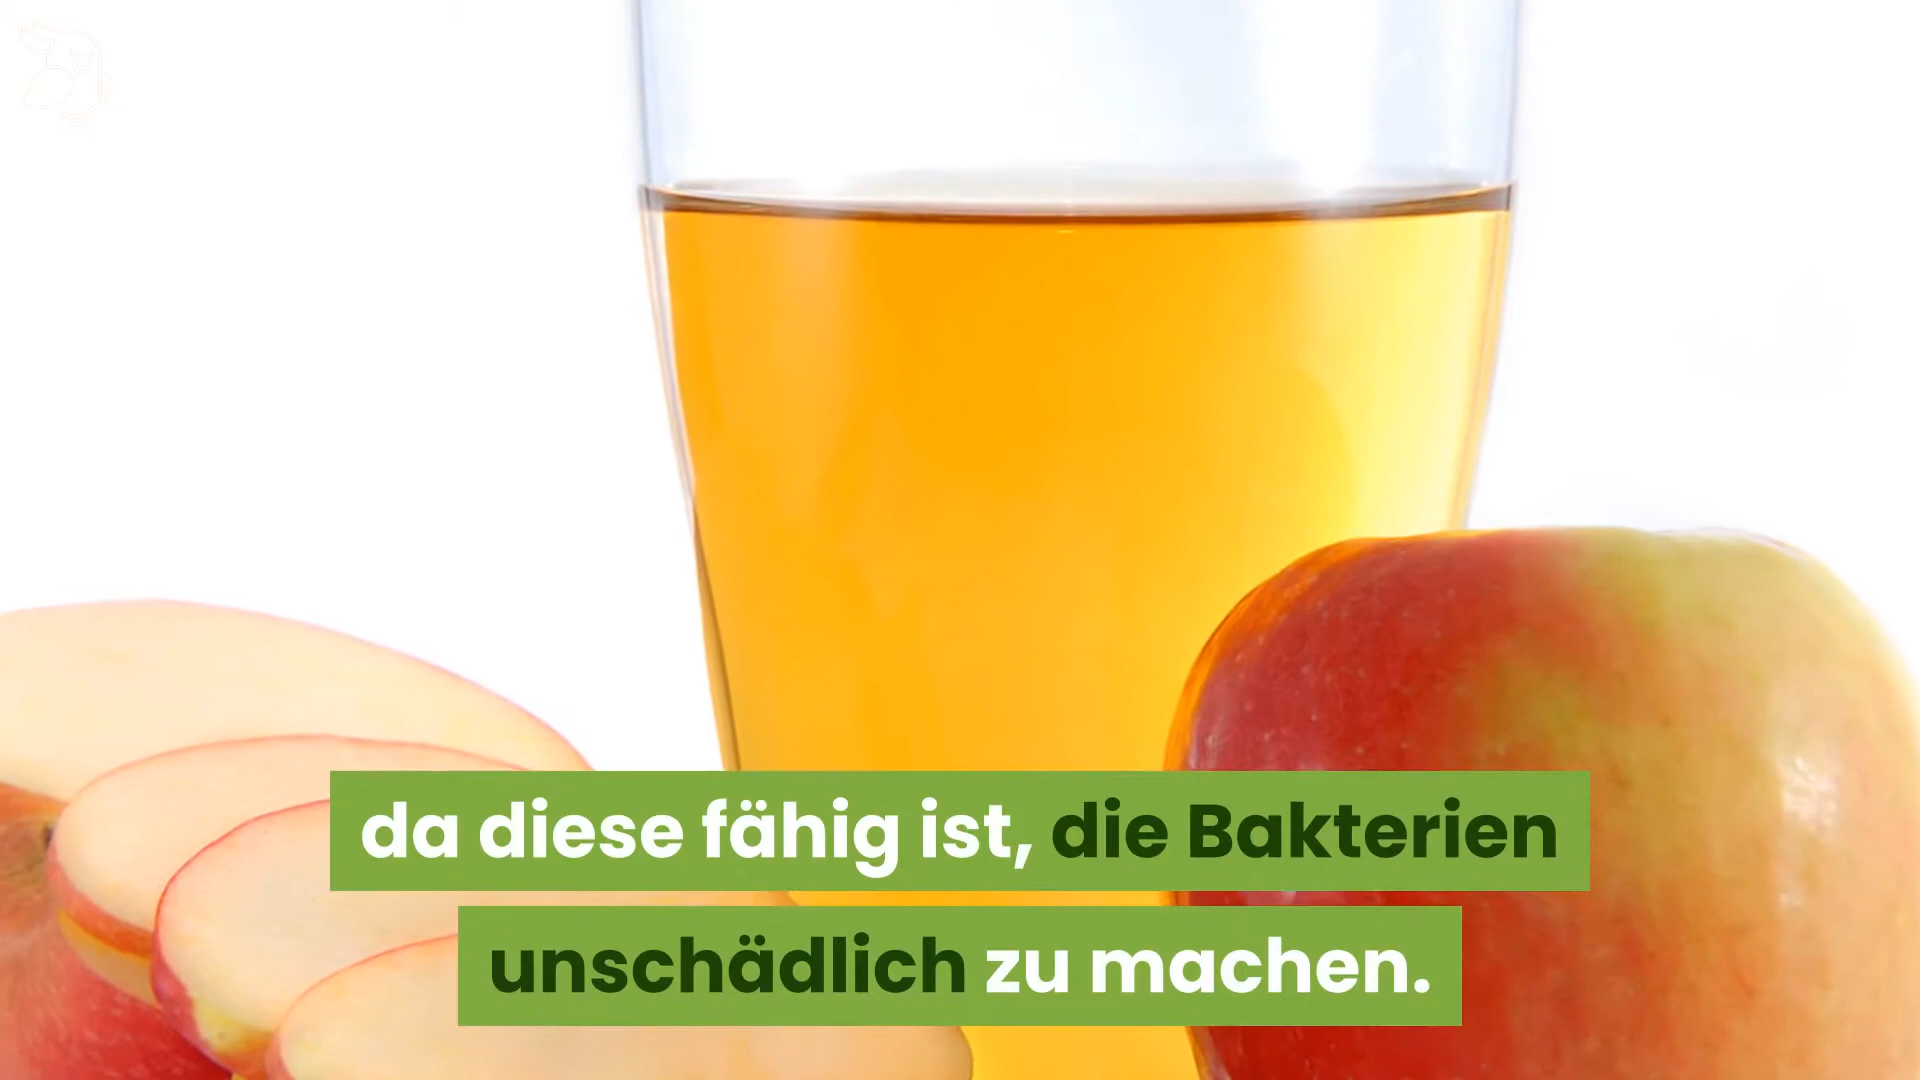 da diese fähig ist, die Bakterien
unschädlich zu machen.